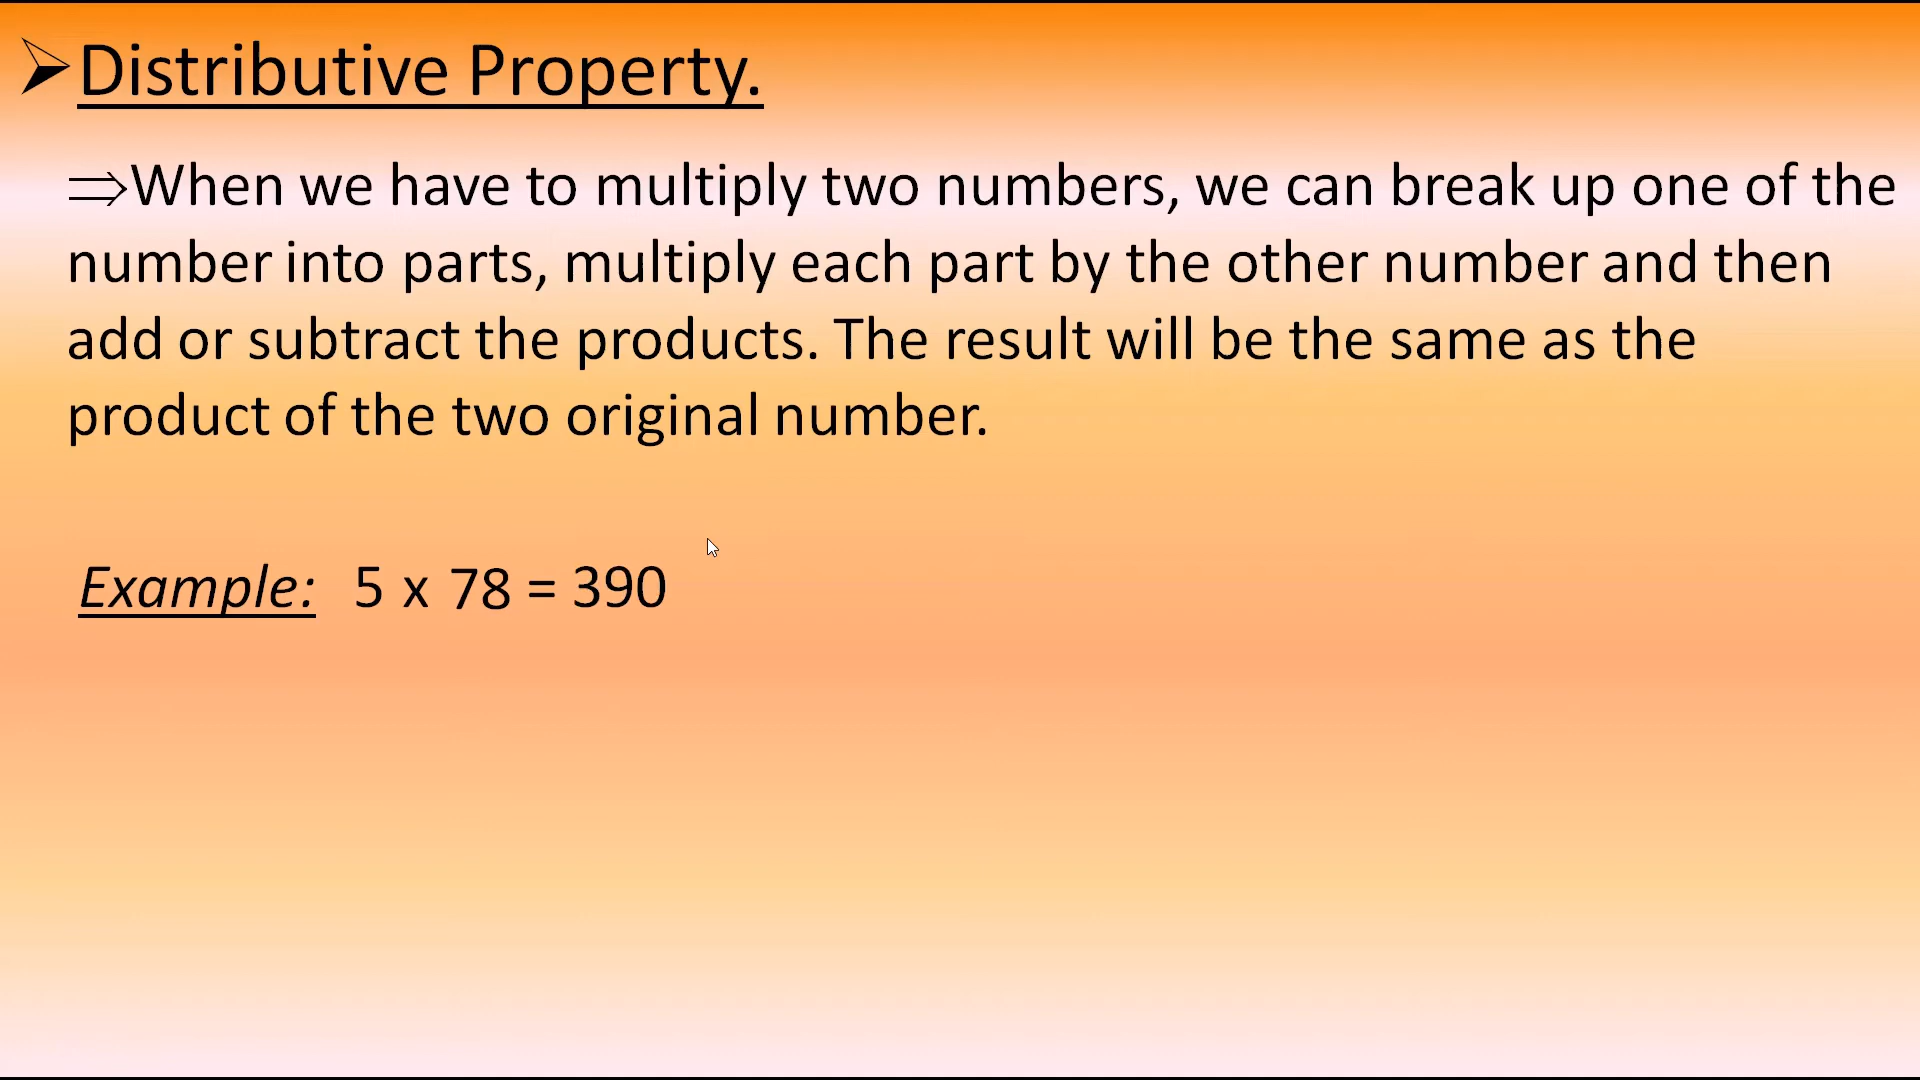 ➢Distributive Property.
⇒When we have to multiply two numbers, we can break up one of the
number into parts, multiply each part by the other number and then
add or subtract the products. The result will be the same as the
product of the two original number.
Example: 5 x 78 = 390